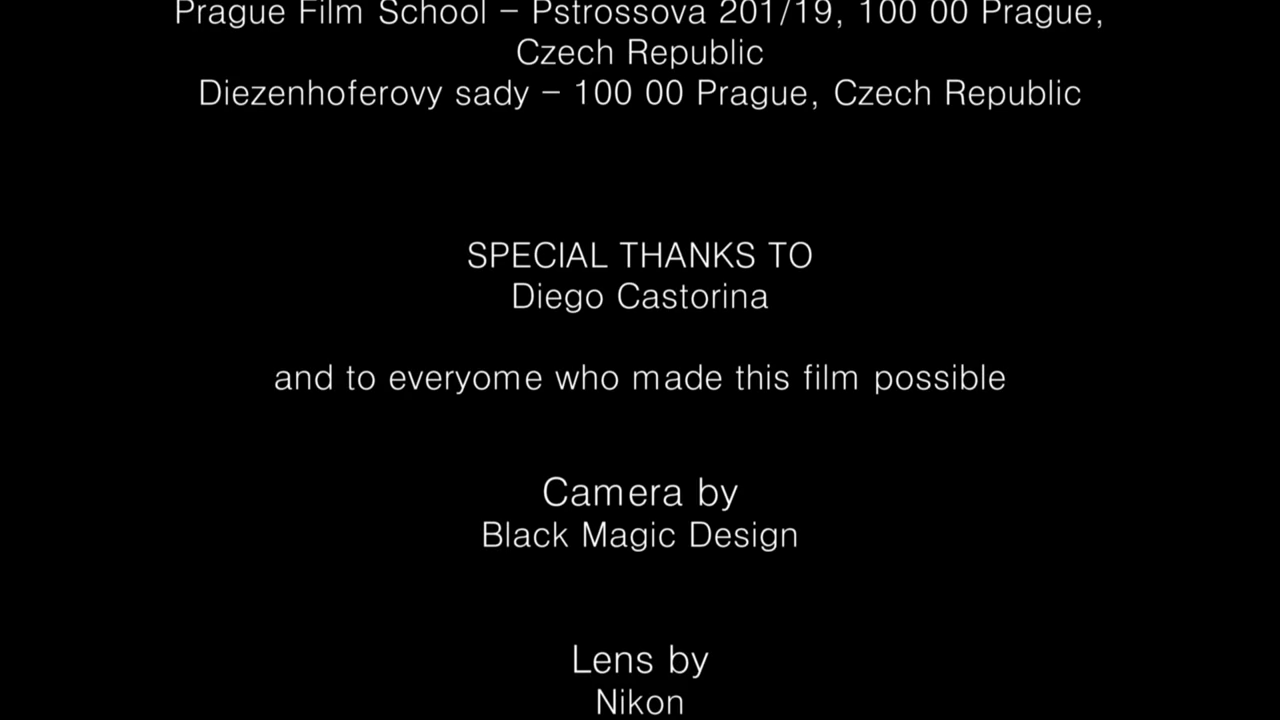 Prague Film School – Pstrossova 201/19, 100 00 Prague,
Czech Republic
Diezenhoferovy sady – 100 00 Prague, Czech Republic
SPECIAL THANKS TO
Diego Castorina
and to everyome who made this film possible
Camera by
Black Magic Design
Lens by
Nikon